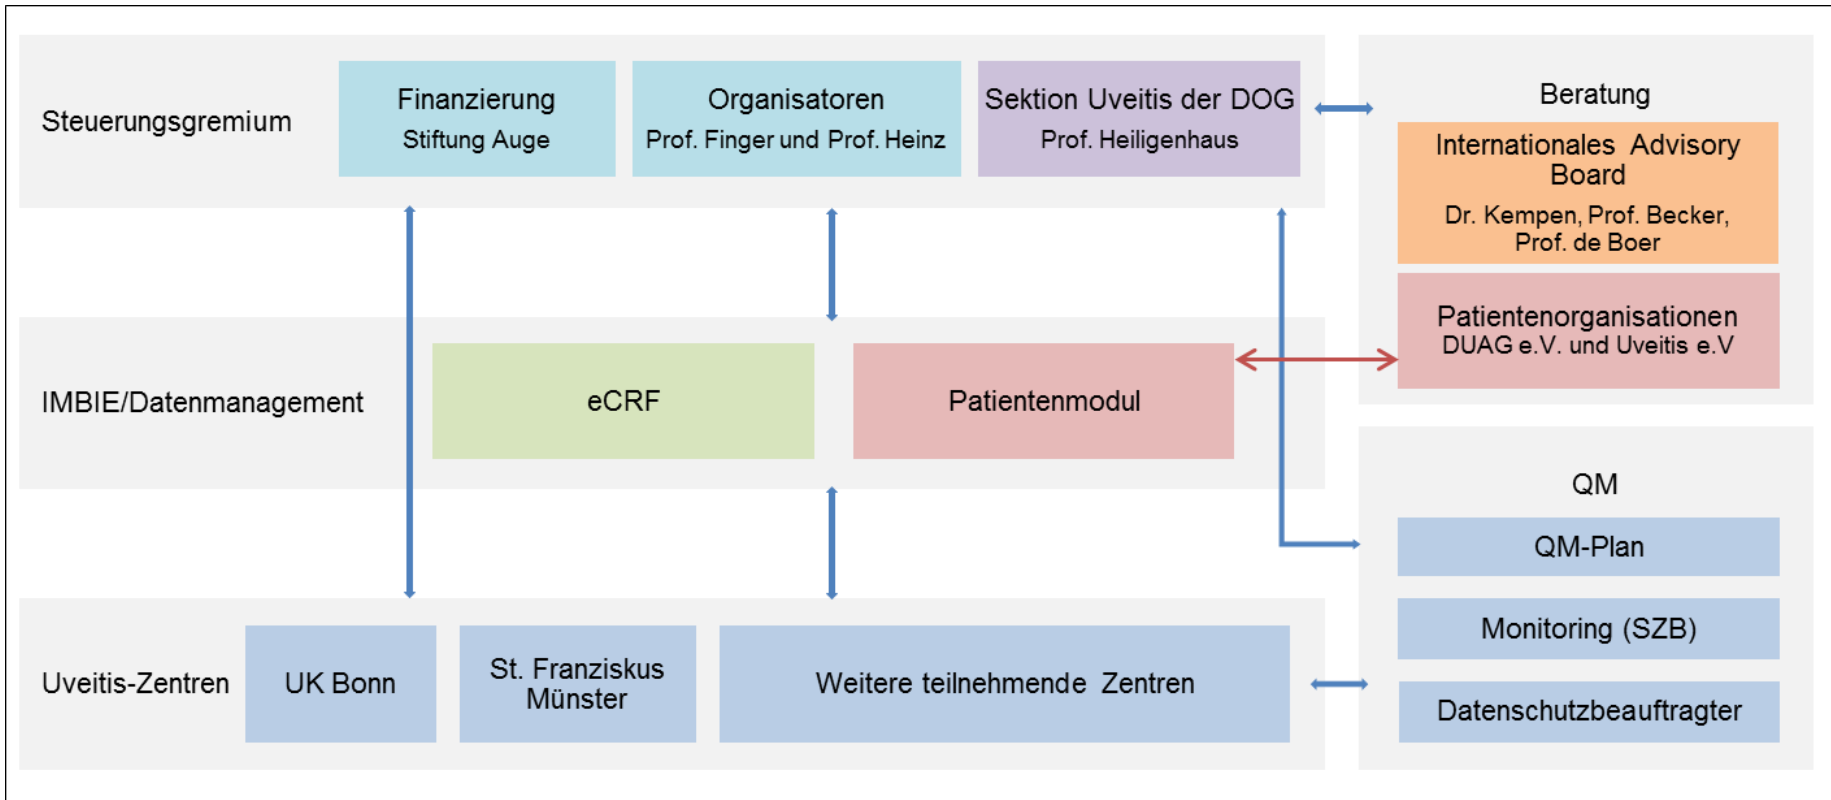 Steuerungsgremium
Finanzierung
Stiftung Auge
Organisatoren
Prof. Finger und Prof. Heinz
Sektion Uveitis der DOG
Prof. Heiligenhaus
Beratung
Internationales Advisory
Board
Dr. Kempen, Prof. Becker,
Prof. de Boer
Patientenorganisationen
DUAG e.V. und Uveitis e.V
IMBIE/Datenmanagement
eCRF
Patientenmodul
QM
QM-Plan
Monitoring (SZB)
Datenschutzbeauftragter
Uveitis-Zentren
UK Bonn
St. Franziskus
Münster
Weitere teilnehmende Zentren